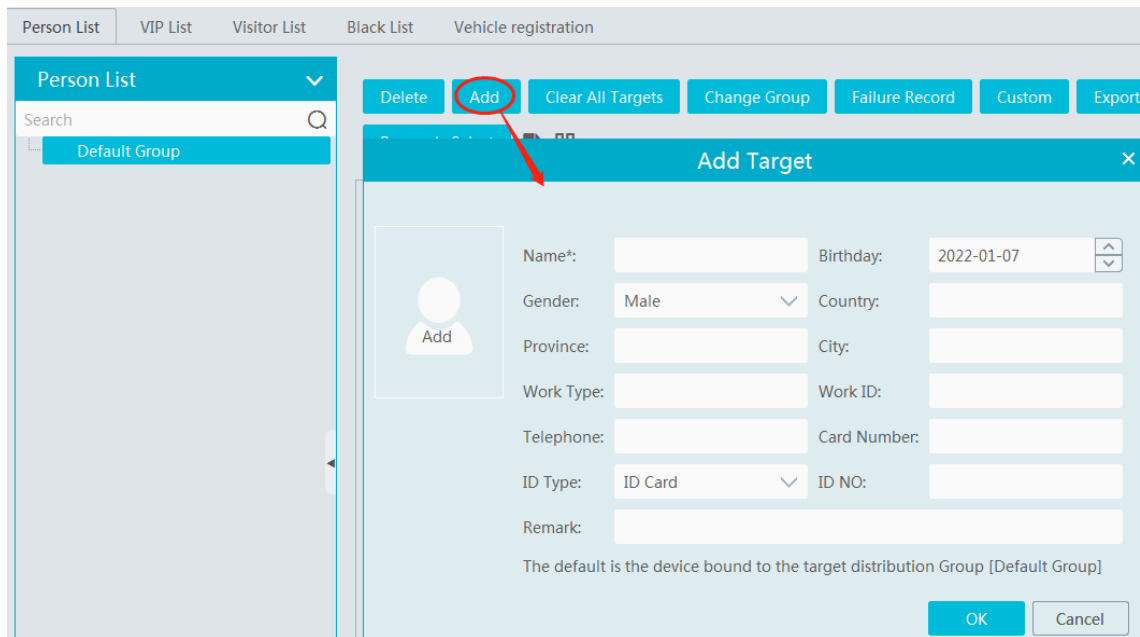 Person List VIP List Visitor List Black List Vehicle registration
Person List
Search
Default Group
Delete Add Clear All Targets Change Group Failure Record Custom Export
Add Target
Add
Name*: Birthday: 2022-01-07
Gender: Male Country:
Province: City:
Work Type: Work ID:
Telephone: Card Number:
ID Type: ID Card ID NO:
Remark:
The default is the device bound to the target distribution Group [Default Group]
OK Cancel